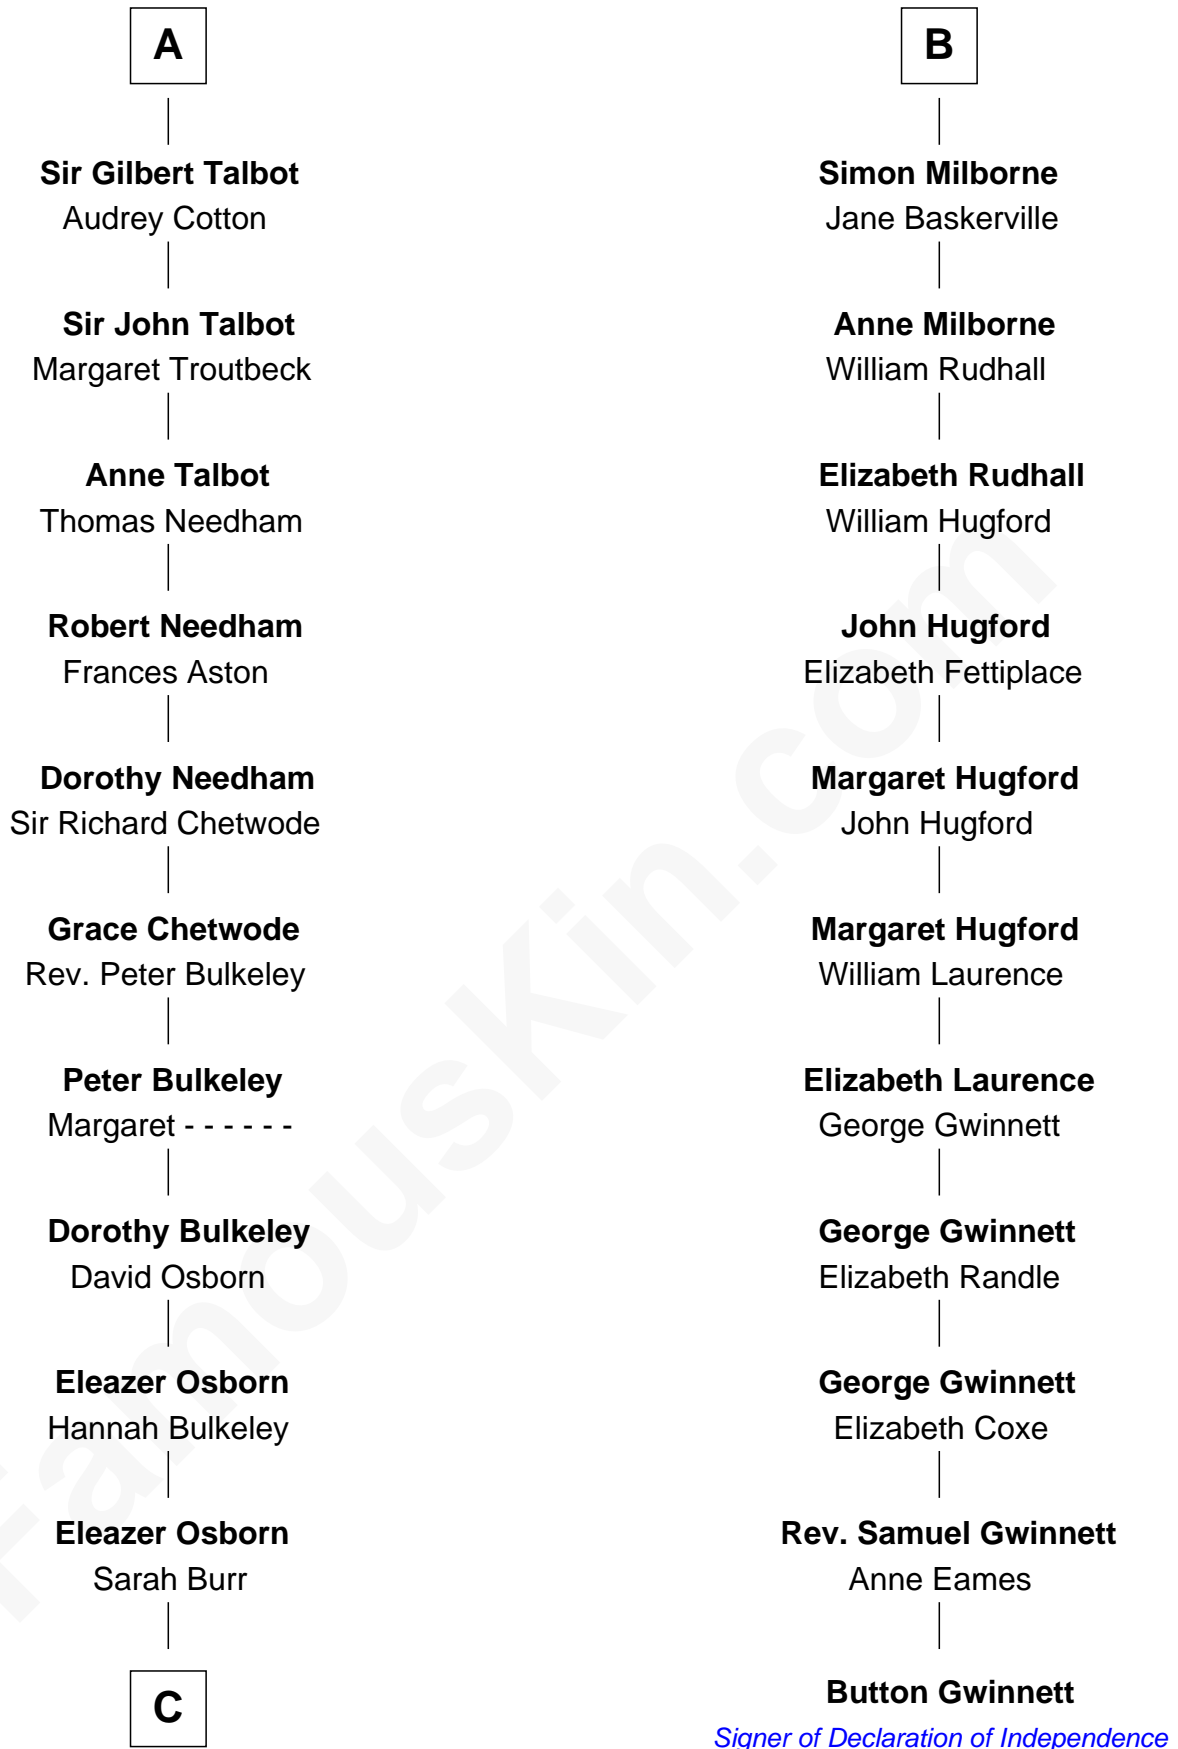 A
Sir Gilbert Talbot
Audrey Cotton
Sir John Talbot
Margaret Troutbeck
Anne Talbot
Thomas Needham
Robert Needham
Frances Aston
Dorothy Needham
Sir Richard Chetwode
Grace Chetwode
Rev. Peter Bulkeley
Peter Bulkeley
Margaret - - - - - -
Dorothy Bulkeley
David Osborn
Eleazer Osborn
Hannah Bulkeley
Eleazer Osborn
Sarah Burr
C
B
Simon Milborne
Jane Baskerville
Anne Milborne
William Rudhall
Elizabeth Rudhall
William Hugford
John Hugford
Elizabeth Fettiplace
Margaret Hugford
John Hugford
Margaret Hugford
William Laurence
Elizabeth Laurence
George Gwinnett
George Gwinnett
Elizabeth Randle
George Gwinnett
Elizabeth Coxe
Rev. Samuel Gwinnett
Anne Eames
Button Gwinnett
Signer of Declaration of Independence
FamousKin.com